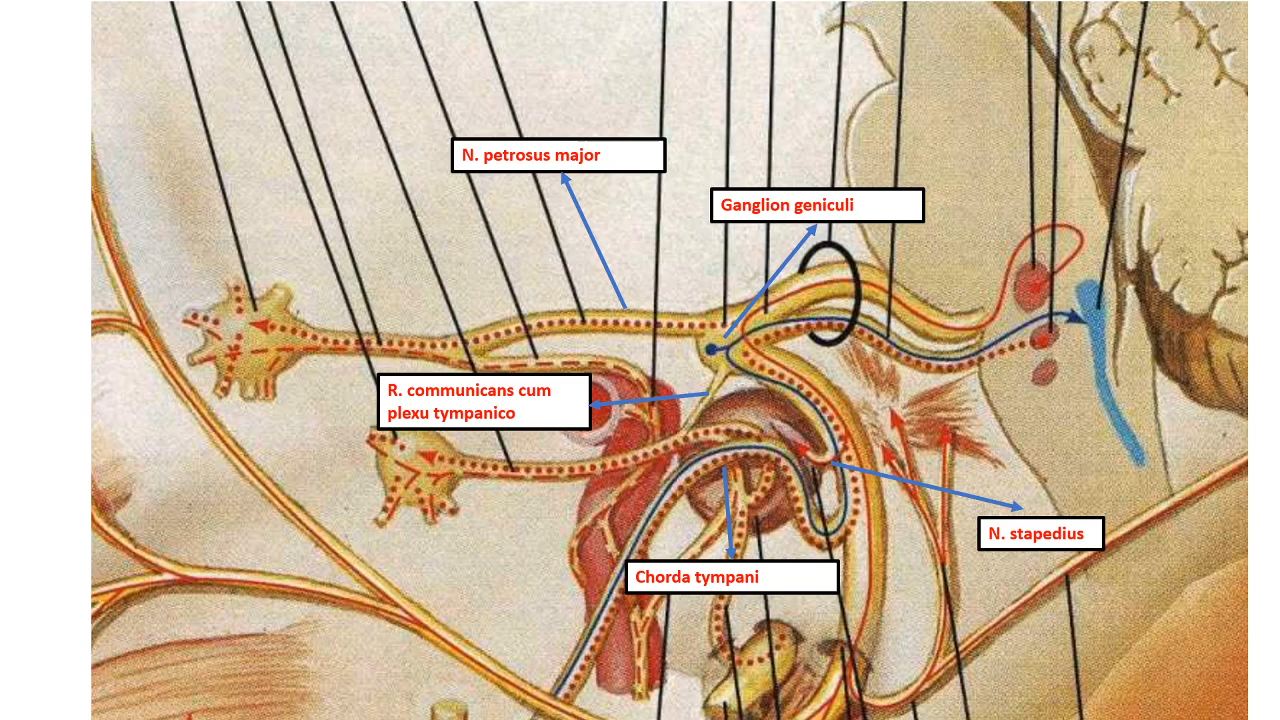 N. petrosus major
Ganglion geniculi
R. communicans cum
plexu tympanico
N. stapedius
Chorda tympani